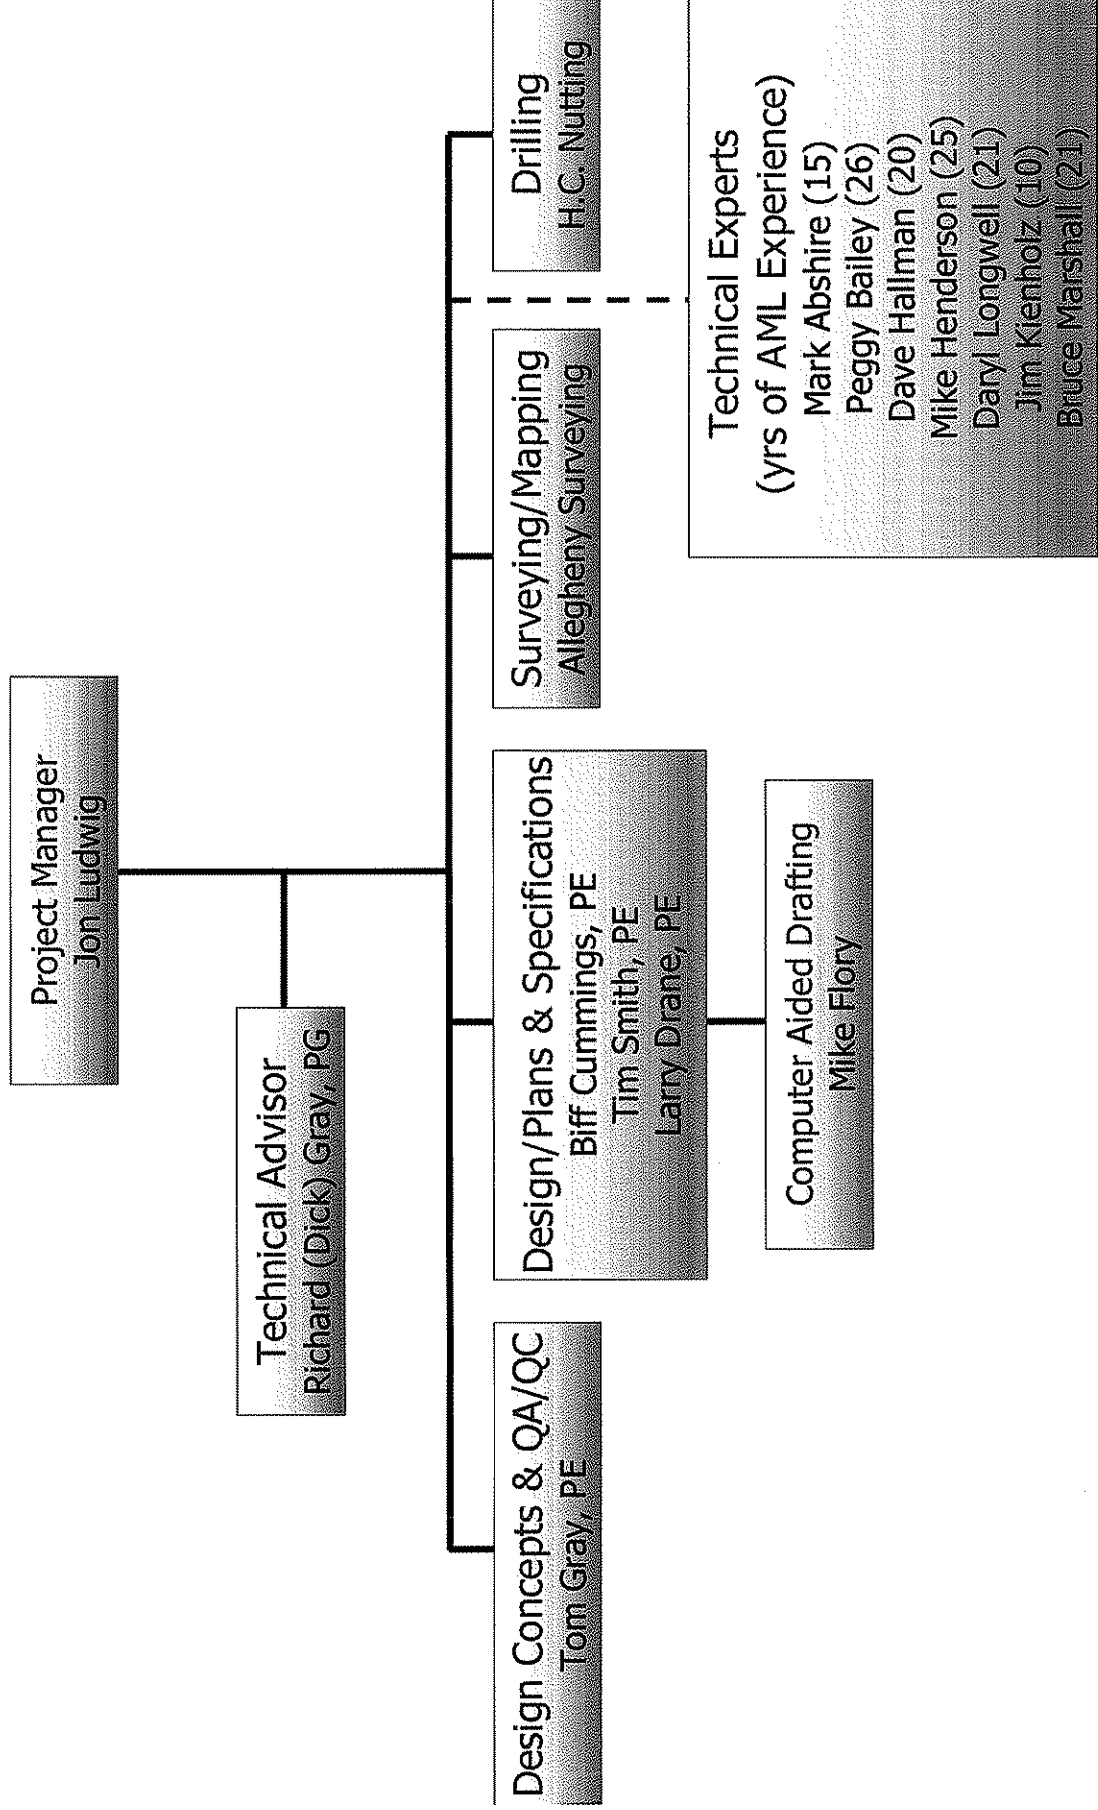 Project Manager
Jon Ludwig
Technical Advisor
Richard (Dick) Gray, PG
Design Concepts & QA/QC
Tom Gray, PE
Design/Plans & Specifications
Biff Cummings, PE
Tim Smith, PE
Larry Drane, PE
Surveying/Mapping
Allegheny Surveying
Drilling
H.C. Nutting
Computer Aided Drafting
Mike Flory
Technical Experts
(yrs of AML Experience)
Mark Abshire (15)
Peggy Bailey (26)
Dave Hallman (20)
Mike Henderson (25)
Daryl Longwell (21)
Jim Kienholz (10)
Bruce Marshall (21)